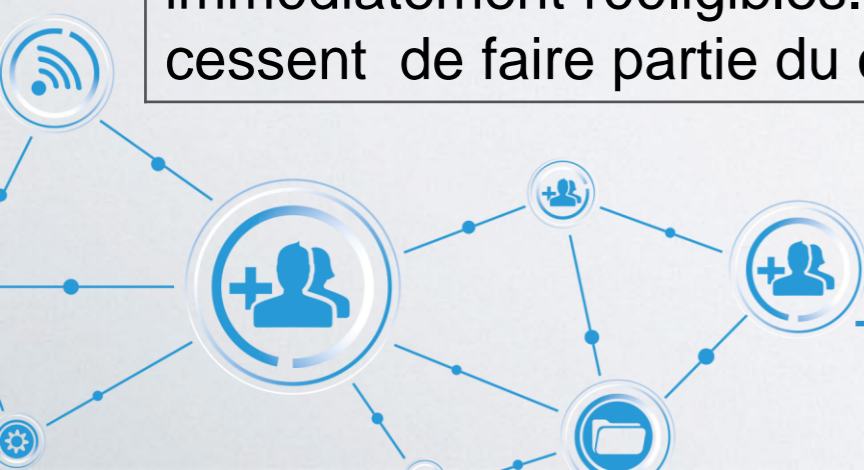 immédiatement rééligibles.
cessent de faire partie du